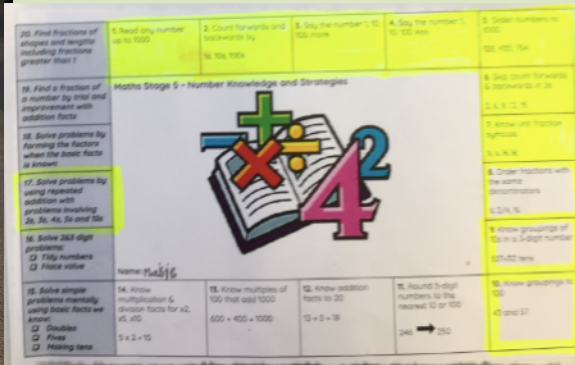 20. Find fractions of
shapes and lengths
including fractions
greater than 1
1. Read any number
up to 1000
2. Count forwards and
backwards by
1s, 10s, 100s
3. Say the number 1, 10,
100 more
4. Say the number 1,
10, 100 less
5. Order numbers to
1000
19. Find a fraction of
a number by trial and
improvement with
addition facts
Maths Stage 5 - Number Knowledge and Strategies
6. Skip count forwards
& backwards in
18. Solve problems by
forming the factors
when the basic facts
is known
7. Know unit fraction
symbols
17. Solve problems by
using repeated
addition with
problems involving
2s, 3s, 4s, 5s and 10s
8. Order fractions with
the same
denominators
16. Solve 2&3 digit
problems:
Tidy numbers
Place value
9. Know groupings of
10s in a 3-digit number
Name:
15. Solve simple
problems mentally
using basic facts we
know:
Doubles
Fives
Making tens
14. Know
multiplication &
division facts for x2,
x5, x10
5 x 2 = 10
13. Know multiples of
100 that add 1000
600 + 400 = 1000
12. Know addition
facts to 20
11. Round 3-digit
numbers to the
nearest 10 or 100
246 250
10. Know groupings to
100
43 and 57